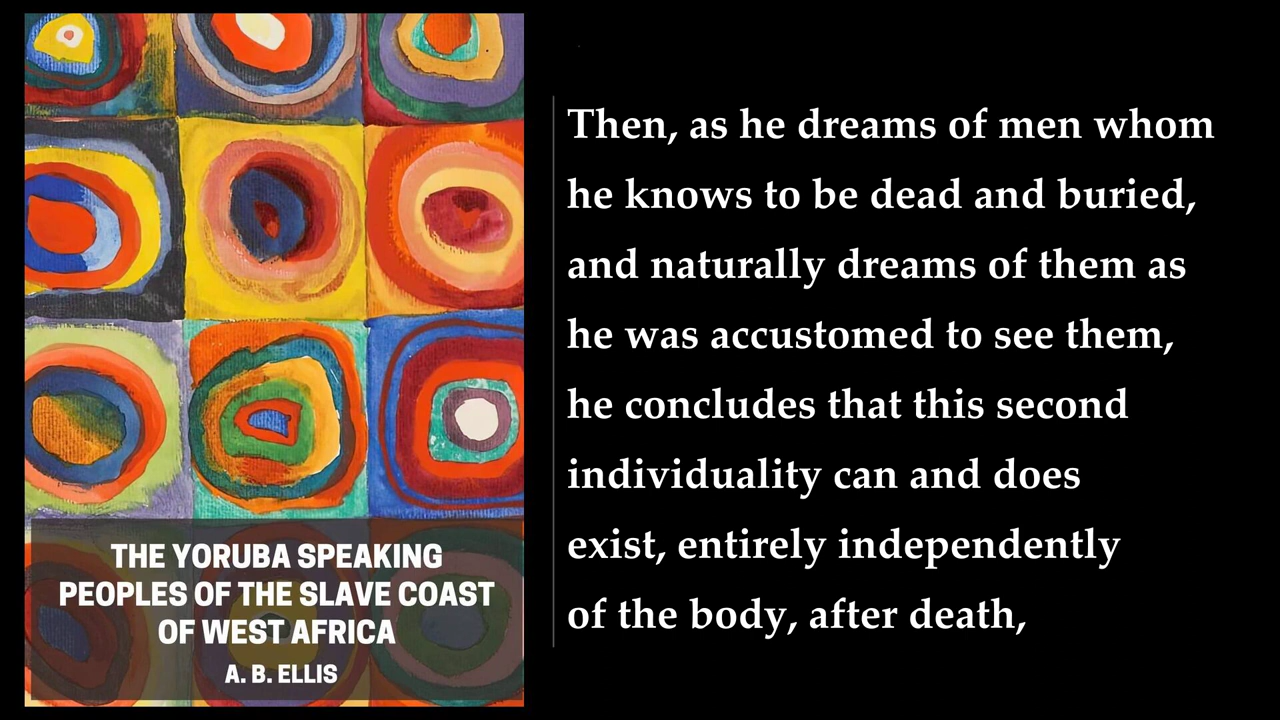 THE YORUBA SPEAKING
PEOPLES OF THE SLAVE COAST
OF WEST AFRICA
A. B. ELLIS
Then, as he dreams of men whom
he knows to be dead and buried,
and naturally dreams of them as
he was accustomed to see them,
he concludes that this second
individuality can and does
exist, entirely independently
of the body, after death,